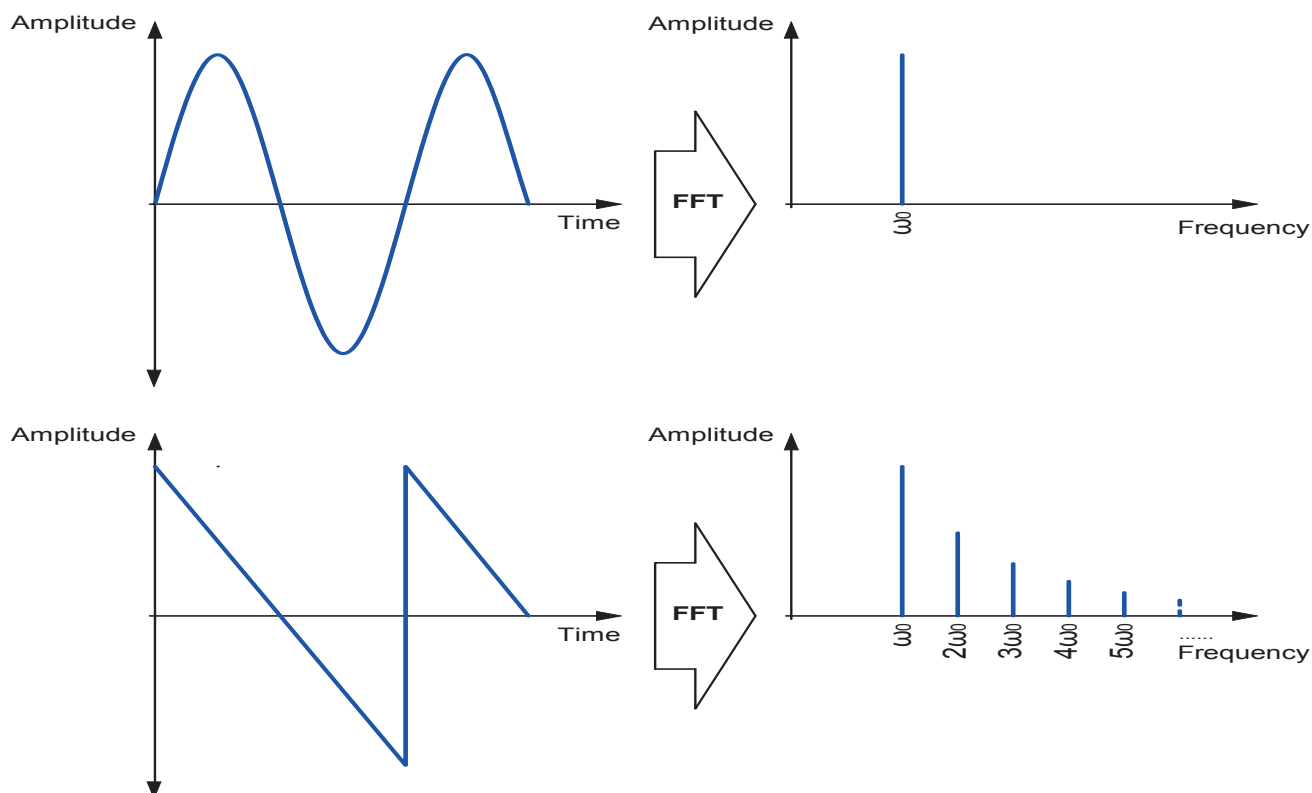 Amplitude
Time
FFT
Amplitude
ω0
Frequency
Amplitude
Time
FFT
Amplitude
ω0
2ω0
3ω0
4ω0
5ω0
......
Frequency